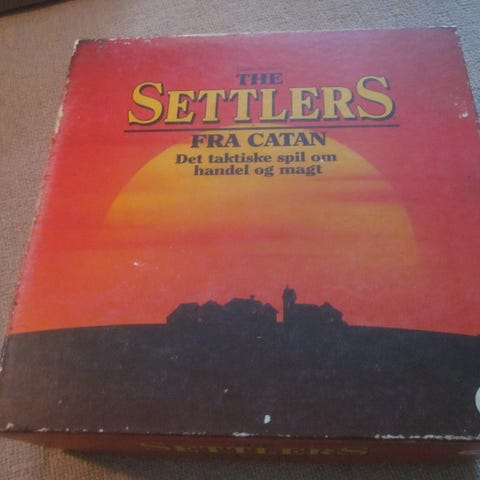 THE
SETTLERS
FRA CATAN
Det taktiske spil om
handel og magt
SETTLERS